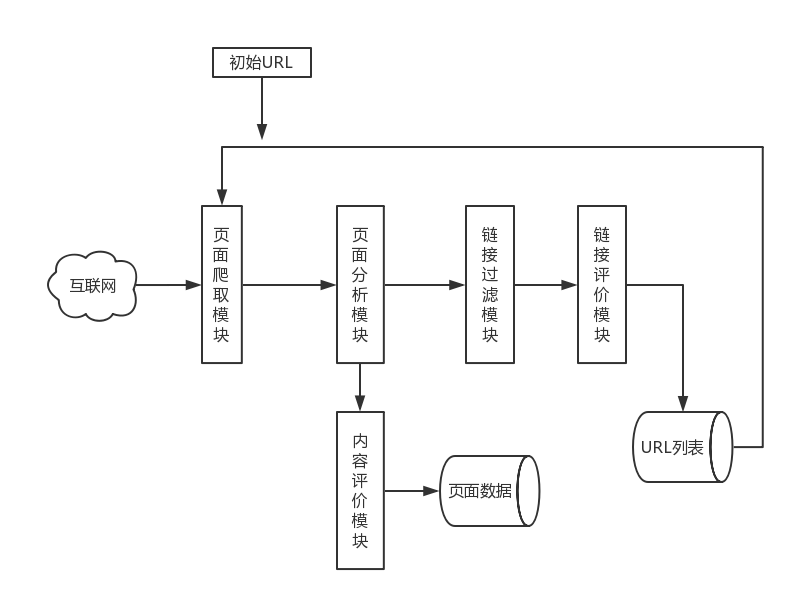 初始URL
互联网
页面爬取模块
页面分析模块
链接过滤模块
链接评价模块
内容评价模块
页面数据
URL列表